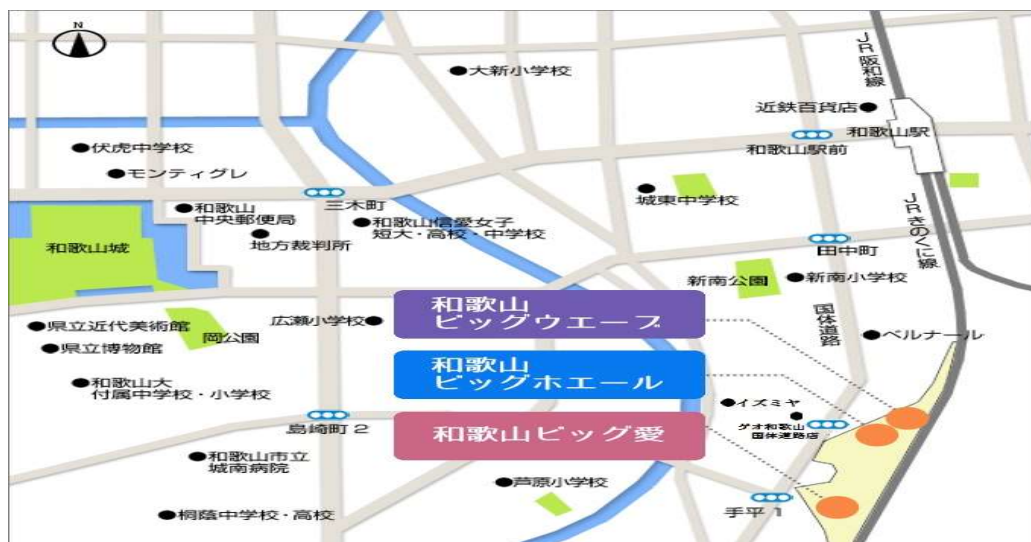 N
JR阪和線
大新小学校
近鉄百貨店
和歌山駅
和歌山駅前
伏虎中学校
モンティグレ
三木町
城東中学校
和歌山
中央郵便局
和歌山信愛女子
短大・高校・中学校
地方裁判所
和歌山城
JRきのくに線
田中町
新南公園
新南小学校
和歌山
ビッグウエーブ
国体道路
県立近代美術館
岡公園
広瀬小学校
ベルナール
県立博物館
和歌山
ビッグホエール
和歌山大
付属中学校・小学校
イズミヤ
島崎町2
和歌山ビッグ愛
ゲオ和歌山
国体道路店
和歌山市立
城南病院
芦原小学校
桐蔭中学校・高校
手平1